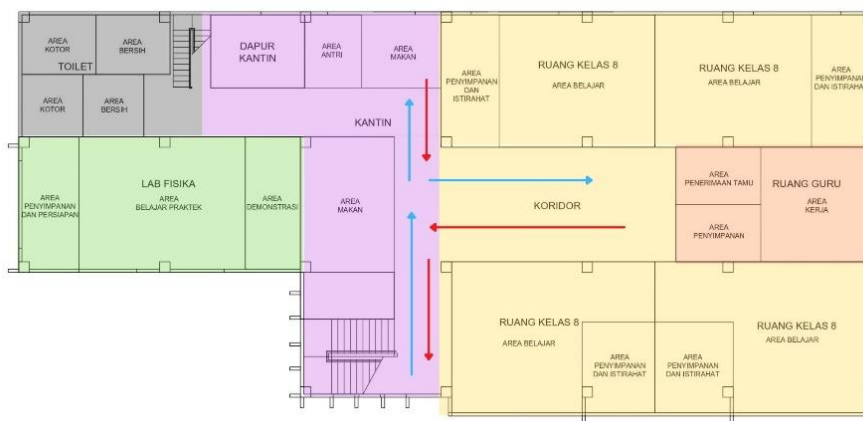 AREA
KOTOR
AREA
BERSIH
TOILET
AREA
KOTOR
AREA
BERSIH
DAPUR
KANTIN
AREA
ANTRI
AREA
MAKAN
KANTIN
AREA
PENYIMPANAN
DAN
ISTIRAHAT
RUANG KELAS 8
AREA BELAJAR
RUANG KELAS 8
AREA BELAJAR
AREA
PENYIMPANAN
DAN
ISTIRAHAT
LAB FISIKA
AREA
BELAJAR PRAKTEK
AREA
PENYIMPANAN
DAN PERSIAPAN
AREA
DEMONSTRASI
AREA
MAKAN
KORIDOR
AREA
PENERIMAAN TAMU
RUANG GURU
AREA
KERJA
AREA
PENYIMPANAN
RUANG KELAS 8
AREA BELAJAR
AREA
PENYIMPANAN
DAN ISTIRAHAT
AREA
PENYIMPANAN
DAN ISTIRAHAT
RUANG KELAS 8
AREA BELAJAR